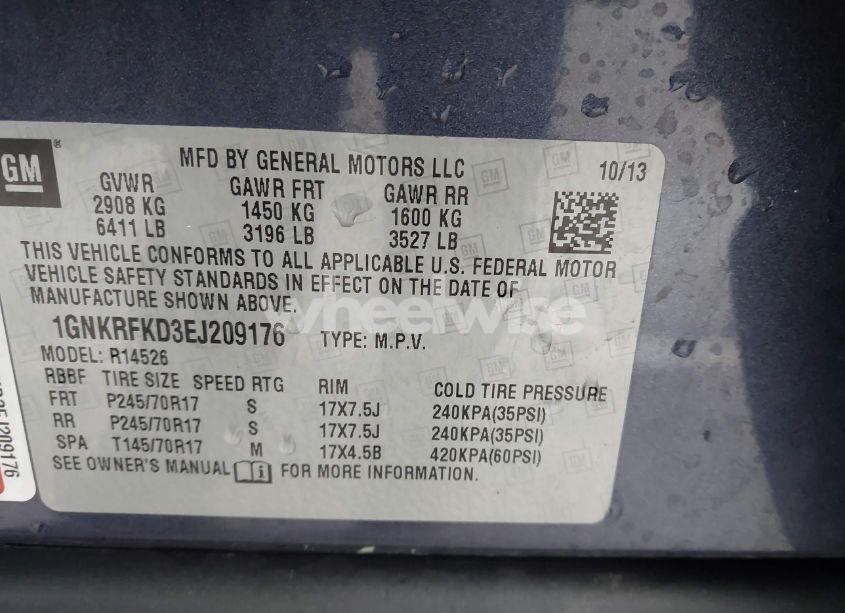 GM
MFD BY GENERAL MOTORS LLC
10/13
GVWR GAWR FRT GAWR RR
2908 KG 1450 KG 1600 KG
6411 LB 3196 LB 3527 LB
THIS VEHICLE CONFORMS TO ALL APPLICABLE U.S. FEDERAL MOTOR
VEHICLE SAFETY STANDARDS IN EFFECT ON THE DATE OF
MANUFACTURE SHOWN ABOVE.
wheelwise
1GNKRFKD3EJ209176 TYPE: M.P.V.
MODEL: R14526
RBBF TIRE SIZE SPEED RTG RIM COLD TIRE PRESSURE
FRT P245/70R17 S 17X7.5J 240KPA(35PSI)
RR P245/70R17 S 17X7.5J 240KPA(35PSI)
SPA T145/70R17 M 17X4.5B 420KPA(60PSI)
SEE OWNER'S MANUAL FOR MORE INFORMATION.
J209176